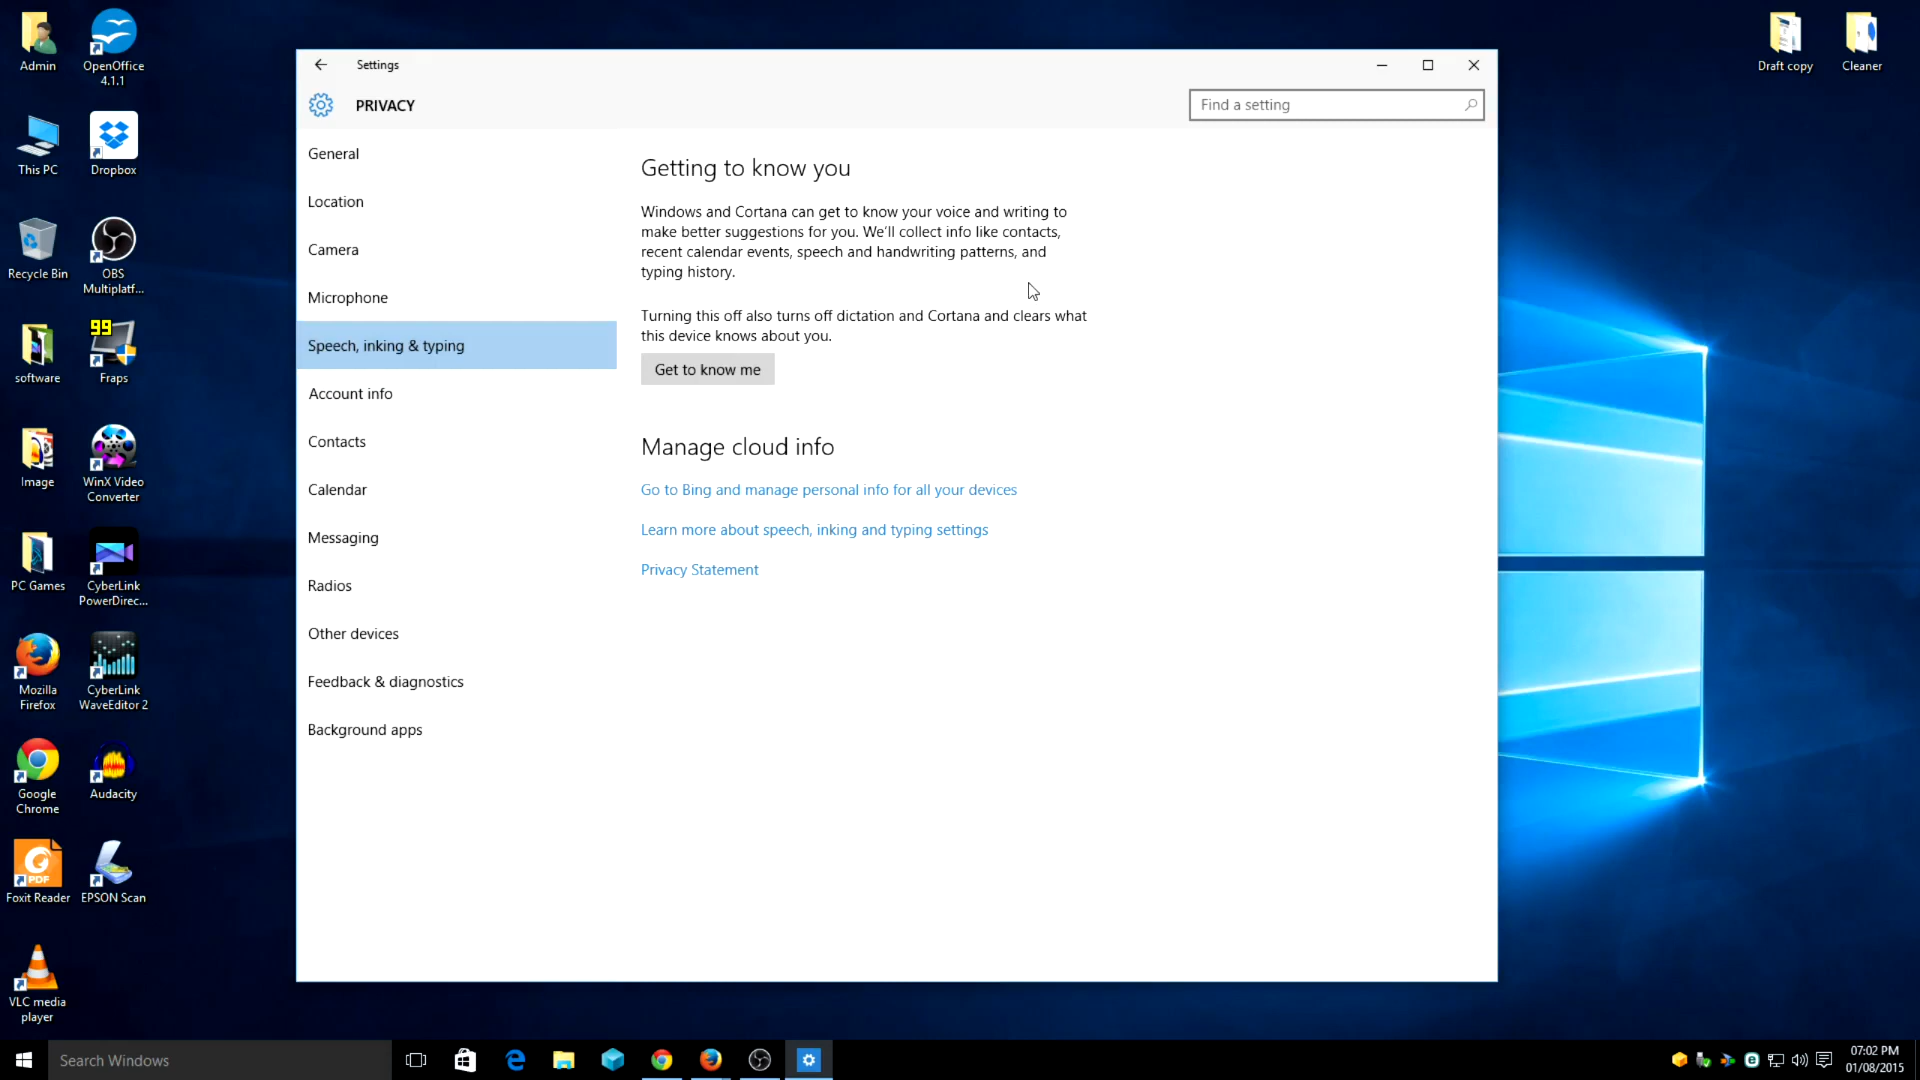 Admin
OpenOffice
4.1.1
This PC
Dropbox
Recycle Bin
OBS
Multiplatf...
software
99
Fraps
Image
WinX Video
Converter
PC Games
CyberLink
PowerDirec...
Mozilla
Firefox
CyberLink
WaveEditor 2
Google
Chrome
Audacity
PDF
Foxit Reader
EPSON Scan
VLC media
player
Settings
PRIVACY
Find a setting
General
Location
Camera
Microphone
Speech, inking & typing
Account info
Contacts
Calendar
Messaging
Radios
Other devices
Feedback & diagnostics
Background apps
Getting to know you
Windows and Cortana can get to know your voice and writing to
make better suggestions for you. We'll collect info like contacts,
recent calendar events, speech and handwriting patterns, and
typing history.
Turning this off also turns off dictation and Cortana and clears what
this device knows about you.
Get to know me
Manage cloud info
Go to Bing and manage personal info for all your devices
Learn more about speech, inking and typing settings
Privacy Statement
Draft copy
Cleaner
Search Windows
07:02 PM
01/08/2015